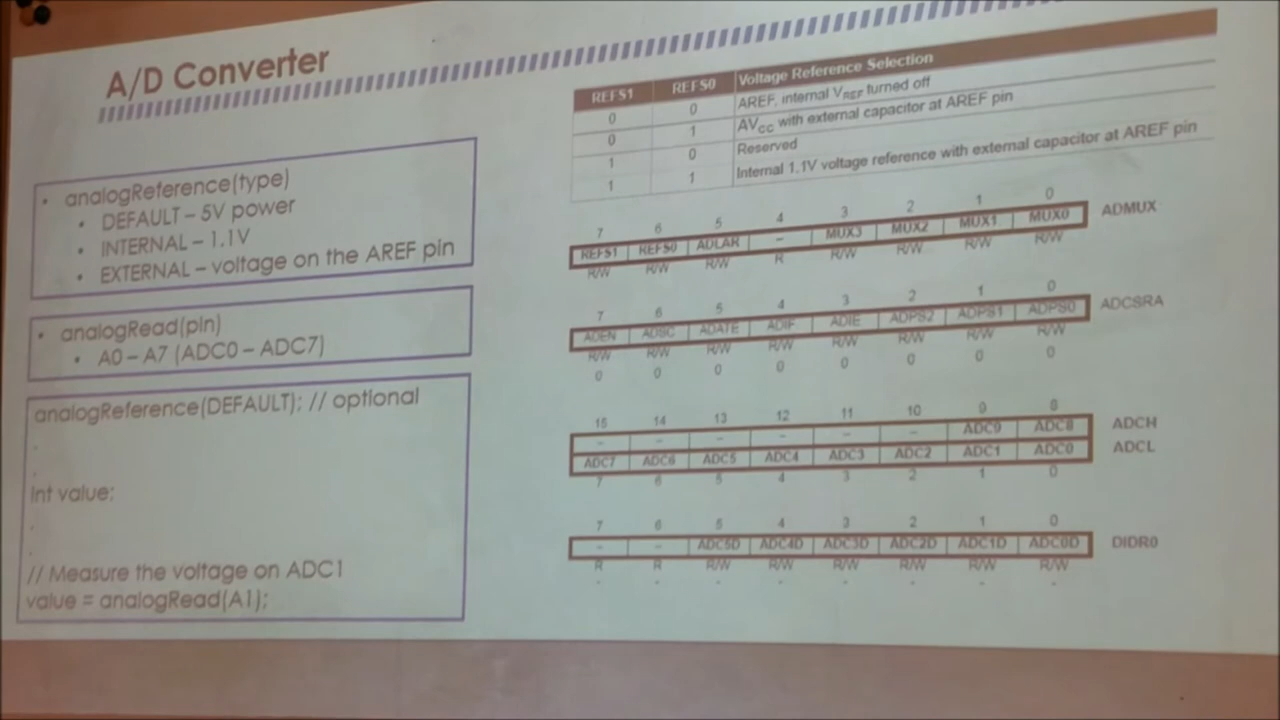 A/D Converter
• analogReference(type)
• DEFAULT – 5V power
• INTERNAL – 1.1V
• EXTERNAL – voltage on the AREF pin
• analogRead(pin)
• A0 – A7 (ADC0 – ADC7)
analogReference(DEFAULT); // optional
.
.
Int value;
.
.
// Measure the voltage on ADC1
value = analogRead(A1);
REFS1 REFS0 Voltage Reference Selection
0 0 AREF, internal VREF turned off
0 1 AVCC with external capacitor at AREF pin
1 0 Reserved
1 1 Internal 1.1V voltage reference with external capacitor at AREF pin
7 6 5 4 3 2 1 0
REFS1 REFS0 ADLAR – MUX3 MUX2 MUX1 MUX0 ADMUX
R/W R/W R/W R R/W R/W R/W R/W
7 6 5 4 3 2 1 0
ADEN ADSC ADATE ADIF ADIE ADPS2 ADPS1 ADPS0 ADCSRA
R/W R/W R/W R/W R/W R/W R/W R/W
0 0 0 0 0 0 0 0
15 14 13 12 11 10 9 8
– – – – – – ADC9 ADC8 ADCH
ADC7 ADC6 ADC5 ADC4 ADC3 ADC2 ADC1 ADC0 ADCL
7 6 5 4 3 2 1 0
7 6 5 4 3 2 1 0
– – ADC5D ADC4D ADC3D ADC2D ADC1D ADC0D DIDR0
R R R/W R/W R/W R/W R/W R/W